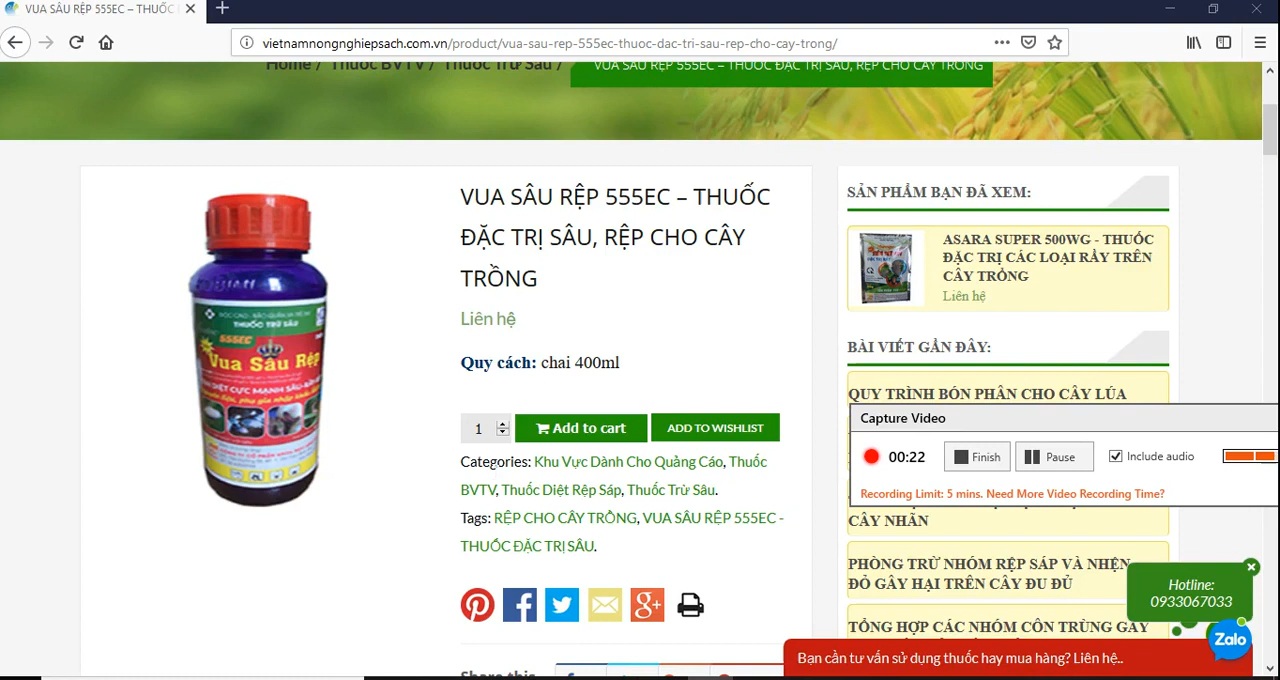 VUA SÂU RỆP 555EC – THUỐC
vietnamnongnghiepsach.com.vn/product/vua-sau-rep-555ec-thuoc-dac-tri-sau-rep-cho-cay-trong/
Home / Thuốc BVTV / Thuốc Trừ Sâu /
VUA SÂU RỆP 555EC – THUỐC ĐẶC TRỊ SÂU, RỆP CHO CÂY TRỒNG
THUỐC TRỪ SÂU
555EC
Vua Sâu Rệp
DIỆT CỰC MẠNH SÂU-RẦY
VUA SÂU RỆP 555EC – THUỐC
ĐẶC TRỊ SÂU, RỆP CHO CÂY
TRỒNG
Liên hệ
Quy cách: chai 400ml
1
Add to cart
ADD TO WISHLIST
Categories: Khu Vực Dành Cho Quảng Cáo, Thuốc
BVTV, Thuốc Diệt Rệp Sáp, Thuốc Trừ Sâu.
Tags: RỆP CHO CÂY TRỒNG, VUA SÂU RỆP 555EC -
THUỐC ĐẶC TRỊ SÂU.
Share this
SẢN PHẨM BẠN ĐÃ XEM:
ASARA SUPER 500WG - THUỐC
ĐẶC TRỊ CÁC LOẠI RẦY TRÊN
CÂY TRỒNG
Liên hệ
BÀI VIẾT GẦN ĐÂY:
QUY TRÌNH BÓN PHÂN CHO CÂY LÚA
Capture Video
00:22
Finish
Pause
Include audio
Recording Limit: 5 mins. Need More Video Recording Time?
CÂY NHÃN
PHÒNG TRỪ NHÓM RỆP SÁP VÀ NHỆN
ĐỎ GÂY HẠI TRÊN CÂY ĐU ĐỦ
TỔNG HỢP CÁC NHÓM CÔN TRÙNG GÂY
Hotline:
0933067033
Zalo
Bạn cần tư vấn sử dụng thuốc hay mua hàng? Liên hệ..